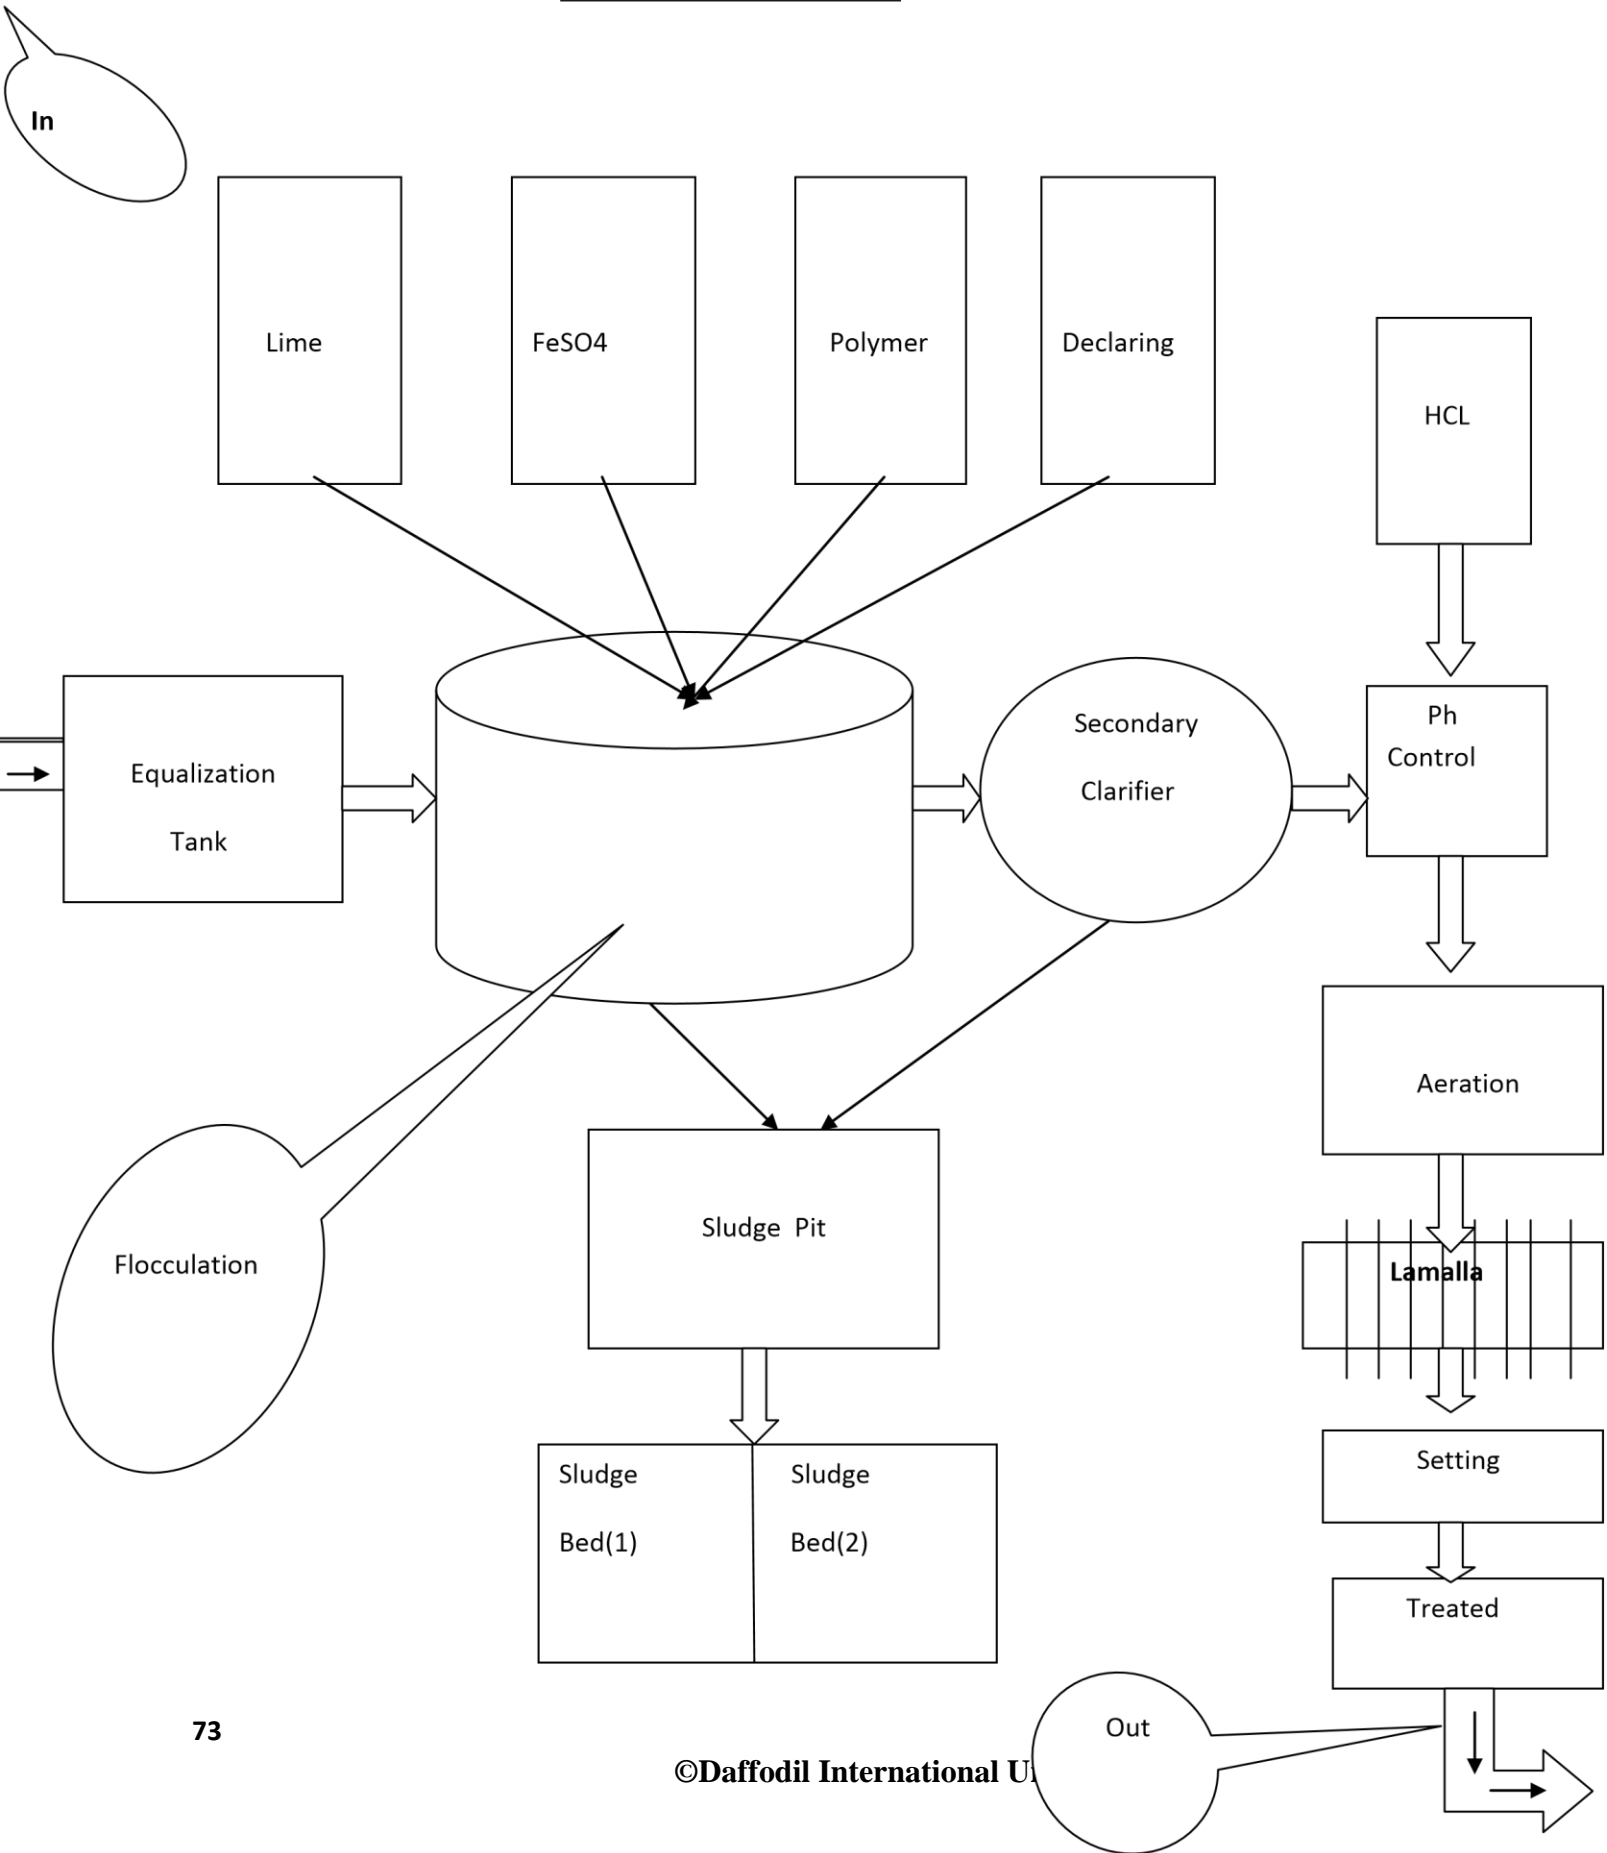 In
Lime
FeSO4
Polymer
Declaring
HCL
Equalization
Tank
Secondary
Clarifier
Ph
Control
Aeration
Flocculation
Sludge Pit
Lamalla
Sludge
Bed(1)
Sludge
Bed(2)
Setting
Treated
Out
73
©Daffodil International